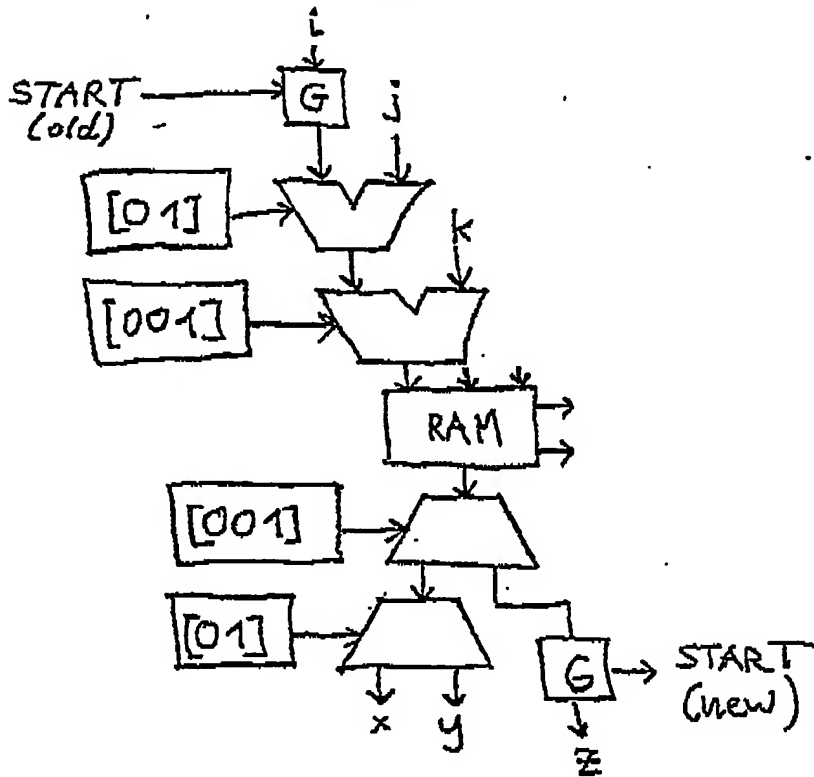 i
START
(old)
G
[01]
k
[001]
RAM
[001]
[01]
G
START
(new)
x
y
z